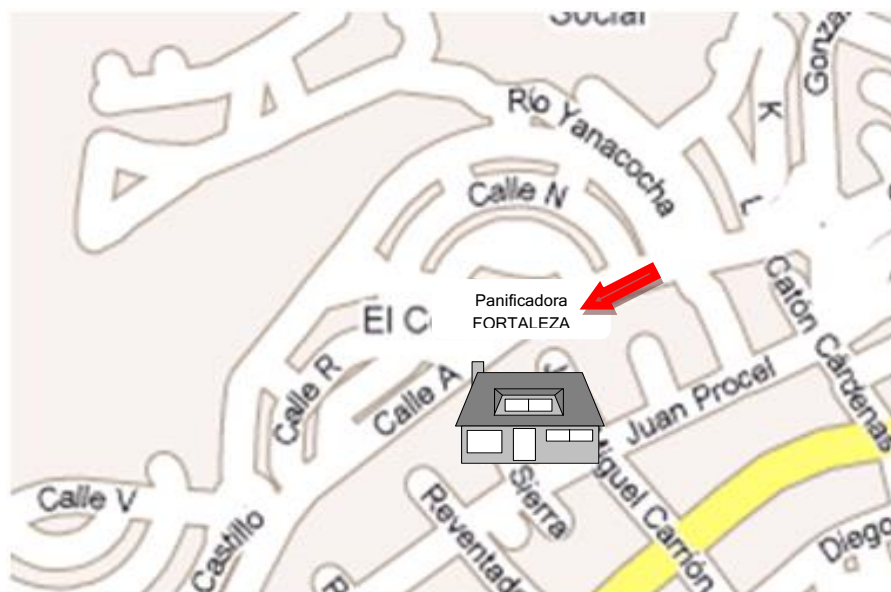 Social
Río Yanacocha
K
L
Calle N
Panificadora
FORTALEZA
El
Catón Cárdenas
Calle R
Calle A
Juan Procel
Miguel Carrión
Sierra
Calle V
Castillo
Diego